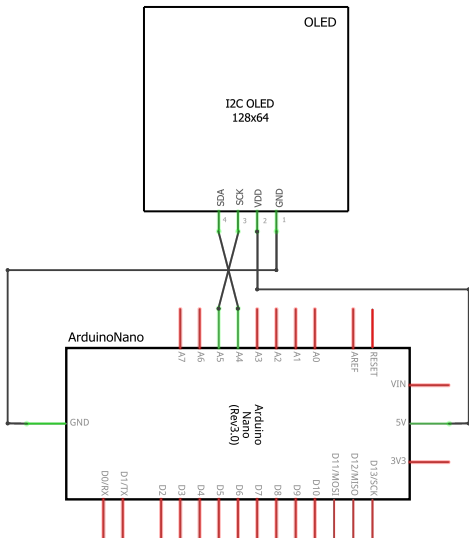 OLED
I2C OLED
128x64
SDA
SCK
VDD
GND
4
3
2
1
ArduinoNano
A7
A6
A5
A4
A3
A2
A1
A0
AREF
RESET
VIN
GND
Arduino
Nano
(Rev3.0)
5V
3V3
D0/RX
D1/TX
D2
D3
D4
D5
D6
D7
D8
D9
D10
D11/MOSI
D12/MISO
D13/SCK